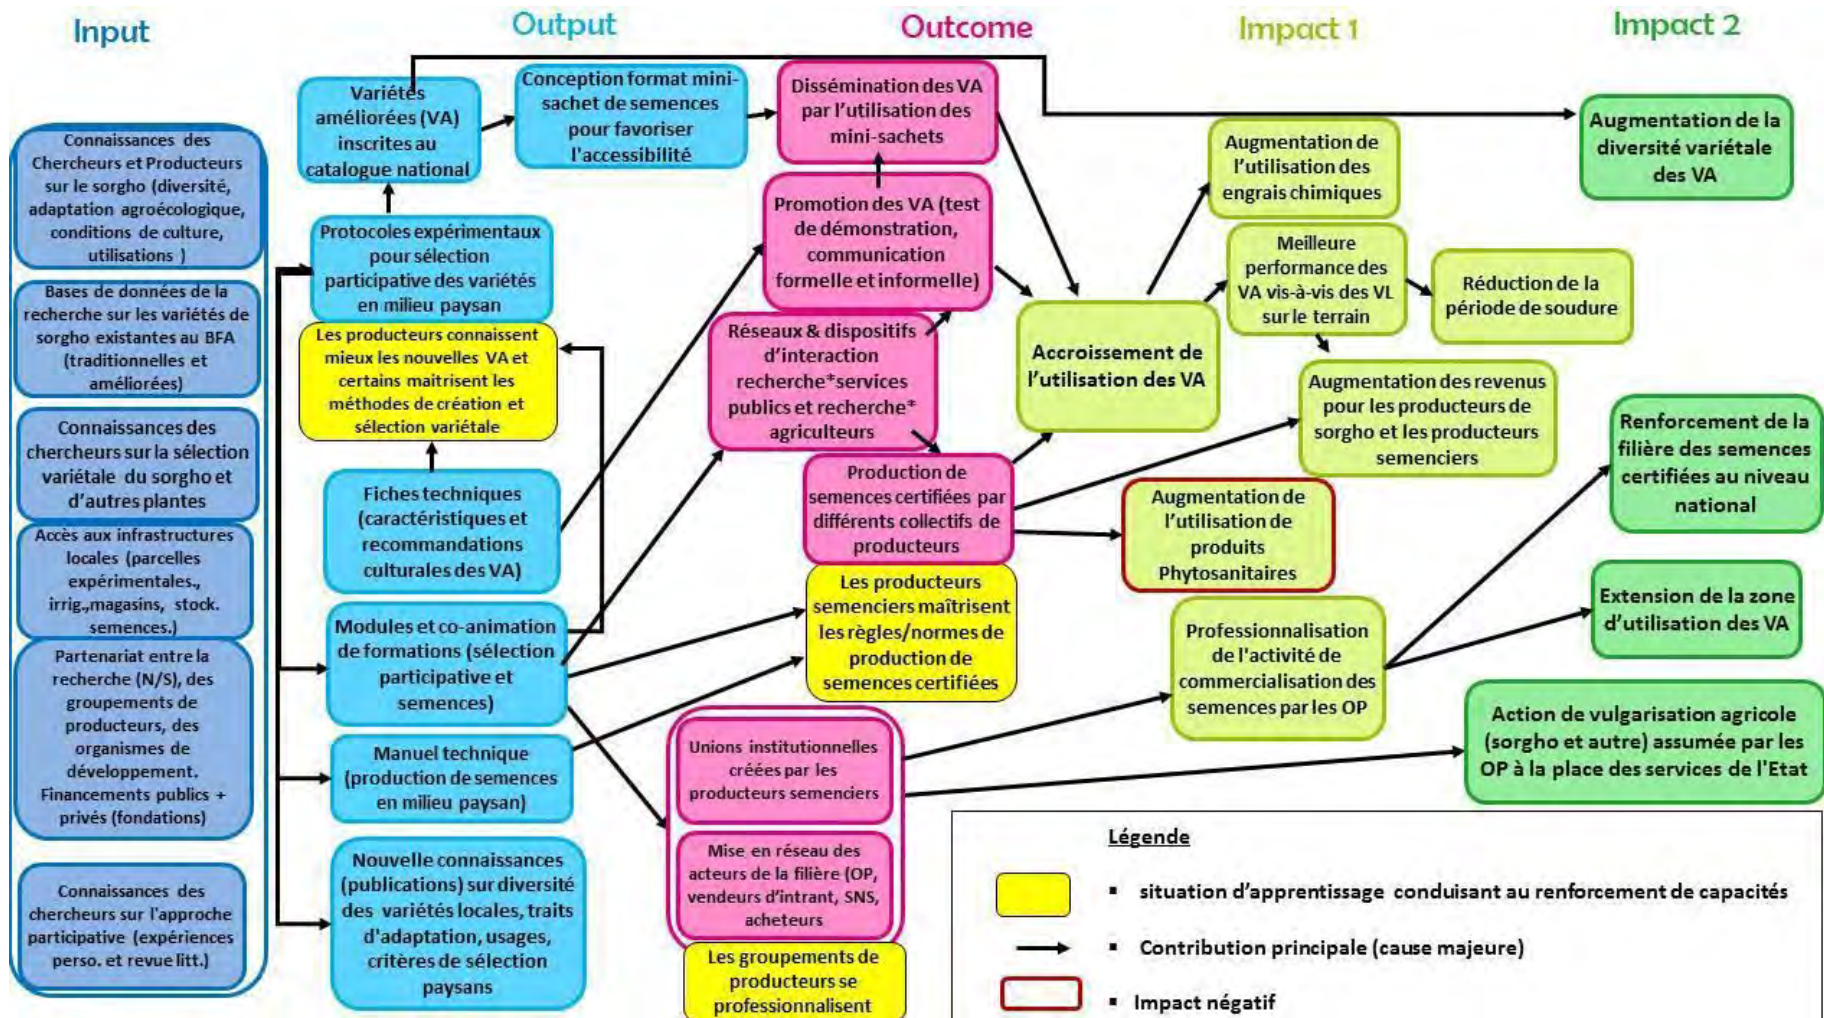 Input
Output
Outcome
Impact 1
Impact 2
Connaissances des
Chercheurs et Producteurs
sur le sorgho (diversité,
adaptation agroécologique,
conditions de culture,
utilisations )
Bases de données de la
recherche sur les variétés de
sorgho existantes au BFA
(traditionnelles et
améliorées)
Connaissances des
chercheurs sur la sélection
variétale du sorgho et
d'autres plantes
Accès aux infrastructures
locales (parcelles
expérimentales.,
irrig.,magasins, stock.
semences.)
Partenariat entre la
recherche (N/S), des
groupements de
producteurs, des
organismes de
développement.
Financements publics +
privés (fondations)
Connaissances des
chercheurs sur l'approche
participative (expériences
perso. et revue litt.)
Variétés
améliorées (VA)
inscrites au
catalogue national
Conception format mini-
sachet de semences
pour favoriser
l'accessibilité
Protocoles expérimentaux
pour sélection
participative des variétés
en milieu paysan
Les producteurs connaissent
mieux les nouvelles VA et
certains maitrisent les
méthodes de création et
sélection variétale
Fiches techniques
(caractéristiques et
recommandations
culturales des VA)
Modules et co-animation
de formations (sélection
participative et
semences)
Manuel technique
(production de semences
en milieu paysan)
Nouvelle connaissances
(publications) sur diversité
des variétés locales, traits
d'adaptation, usages,
critères de sélection
paysans
Dissémination des VA
par l'utilisation des
mini-sachets
Promotion des VA (test
de démonstration,
communication
formelle et informelle)
Réseaux & dispositifs
d'interaction
recherche*services
publics et recherche*
agriculteurs
Production de
semences certifiées par
différents collectifs de
producteurs
Les producteurs
semenciers maîtrisent
les règles/normes de
production de
semences certifiées
Unions institutionnelles
créées par les
producteurs semenciers
Mise en réseau des
acteurs de la filière (OP,
vendeurs d'intrant, SNS,
acheteurs
Les groupements de
producteurs se
professionnalisent
Accroissement de
l'utilisation des VA
Augmentation de
l'utilisation des
engrais chimiques
Meilleure
performance des
VA vis-à-vis des VL
sur le terrain
Réduction de la
période de soudure
Augmentation des revenus
pour les producteurs de
sorgho et les producteurs
semenciers
Augmentation de
l'utilisation de
produits
Phytosanitaires
Professionnalisation
de l'activité de
commercialisation des
semences par les OP
Augmentation de la
diversité variétale
des VA
Renforcement de la
filière des semences
certifiées au niveau
national
Extension de la zone
d'utilisation des VA
Action de vulgarisation agricole
(sorgho et autre) assumée par les
OP à la place des services de l'Etat
Légende
▪ situation d'apprentissage conduisant au renforcement de capacités
▪ Contribution principale (cause majeure)
▪ Impact négatif